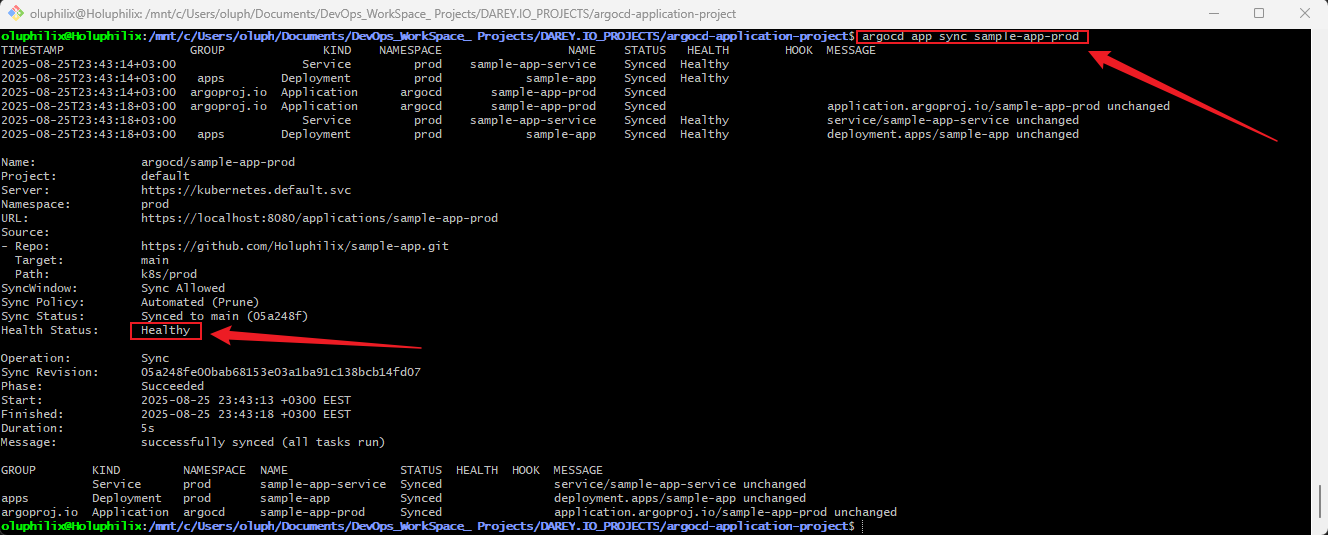 oluphilix@Holuphilix: /mnt/c/Users/oluph/Documents/DevOps_WorkSpace_ Projects/DAREY.IO_PROJECTS/argocd-application-project
oluphilix@Holuphilix:/mnt/c/Users/oluph/Documents/DevOps_WorkSpace_ Projects/DAREY.IO_PROJECTS/argocd-application-project$ argocd app sync sample-app-prod
TIMESTAMP GROUP KIND NAMESPACE NAME STATUS HEALTH HOOK MESSAGE
2025-08-25T23:43:14+03:00 Service prod sample-app-service Synced Healthy
2025-08-25T23:43:14+03:00 apps Deployment prod sample-app Synced Healthy
2025-08-25T23:43:14+03:00 argoproj.io Application argocd sample-app-prod Synced
2025-08-25T23:43:18+03:00 argoproj.io Application argocd sample-app-prod Synced application.argoproj.io/sample-app-prod unchanged
2025-08-25T23:43:18+03:00 Service prod sample-app-service Synced Healthy service/sample-app-service unchanged
2025-08-25T23:43:18+03:00 apps Deployment prod sample-app Synced Healthy deployment.apps/sample-app unchanged
Name: argocd/sample-app-prod
Project: default
Server: https://kubernetes.default.svc
Namespace: prod
URL: https://localhost:8080/applications/sample-app-prod
Source:
- Repo: https://github.com/Holuphilix/sample-app.git
Target: main
Path: k8s/prod
SyncWindow: Sync Allowed
Sync Policy: Automated (Prune)
Sync Status: Synced to main (05a248f)
Health Status: Healthy
Operation: Sync
Sync Revision: 05a248fe00bab68153e03a1ba91c138bcb14fd07
Phase: Succeeded
Start: 2025-08-25 23:43:13 +0300 EEST
Finished: 2025-08-25 23:43:18 +0300 EEST
Duration: 5s
Message: successfully synced (all tasks run)
GROUP KIND NAMESPACE NAME STATUS HEALTH HOOK MESSAGE
Service prod sample-app-service Synced service/sample-app-service unchanged
apps Deployment prod sample-app Synced deployment.apps/sample-app unchanged
argoproj.io Application argocd sample-app-prod Synced application.argoproj.io/sample-app-prod unchanged
oluphilix@Holuphilix:/mnt/c/Users/oluph/Documents/DevOps_WorkSpace_ Projects/DAREY.IO_PROJECTS/argocd-application-project$